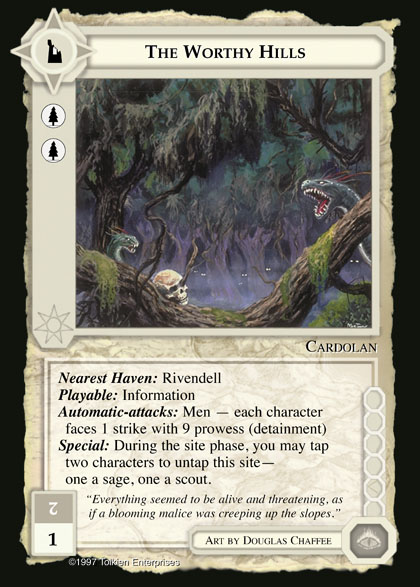 The Worthy Hills
Cardolan
Nearest Haven: Rivendell
Playable: Information
Automatic-attacks: Men — each character
faces 1 strike with 9 prowess (detainment)
Special: During the site phase, you may tap
two characters to untap this site—
one a sage, one a scout.
“Everything seemed to be alive and threatening, as
if a blooming malice was creeping up the slopes.”
2
1
Art by Douglas Chaffee
©1997 Tolkien Enterprises